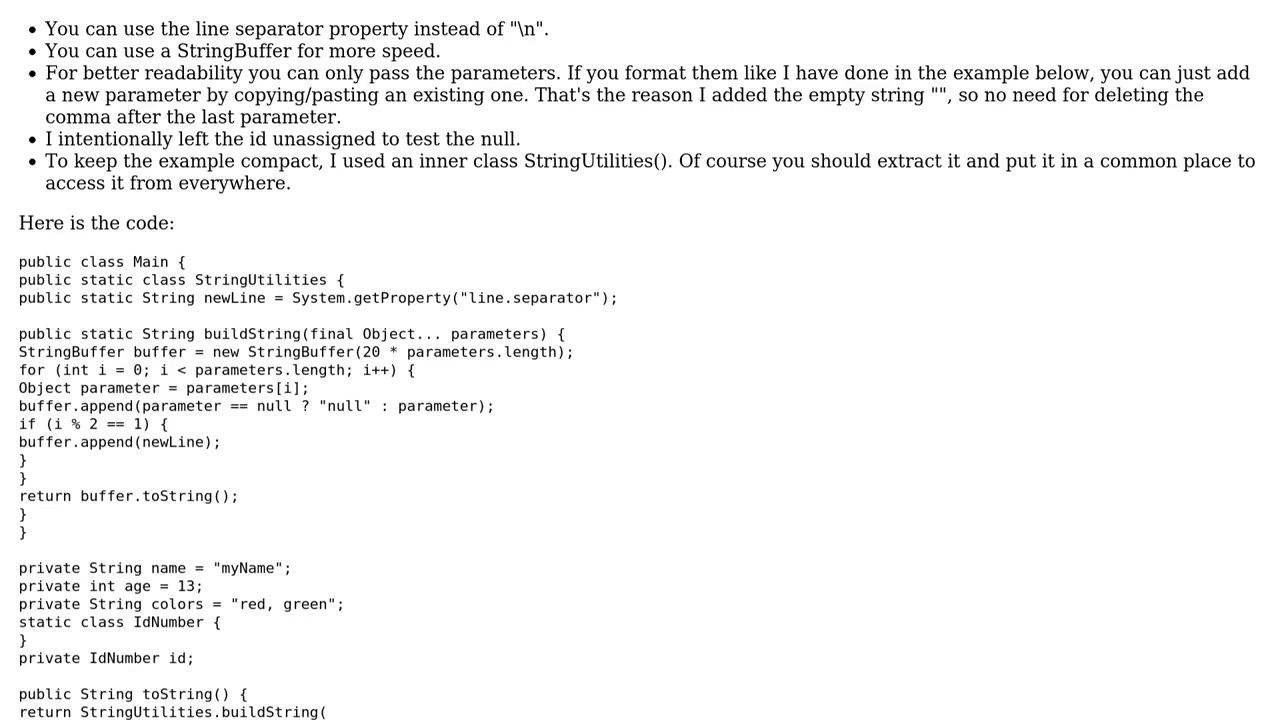 • You can use the line separator property instead of "\n".
• You can use a StringBuffer for more speed.
• For better readability you can only pass the parameters. If you format them like I have done in the example below, you can just add
a new parameter by copying/pasting an existing one. That's the reason I added the empty string "", so no need for deleting the
comma after the last parameter.
• I intentionally left the id unassigned to test the null.
• To keep the example compact, I used an inner class StringUtilities(). Of course you should extract it and put it in a common place to
access it from everywhere.
Here is the code:
public class Main {
public static class StringUtilities {
public static String newLine = System.getProperty("line.separator");
public static String buildString(final Object... parameters) {
StringBuffer buffer = new StringBuffer(20 * parameters.length);
for (int i = 0; i < parameters.length; i++) {
Object parameter = parameters[i];
buffer.append(parameter == null ? "null" : parameter);
if (i % 2 == 1) {
buffer.append(newLine);
}
}
return buffer.toString();
}
}
private String name = "myName";
private int age = 13;
private String colors = "red, green";
static class IdNumber {
}
private IdNumber id;
public String toString() {
return StringUtilities.buildString(